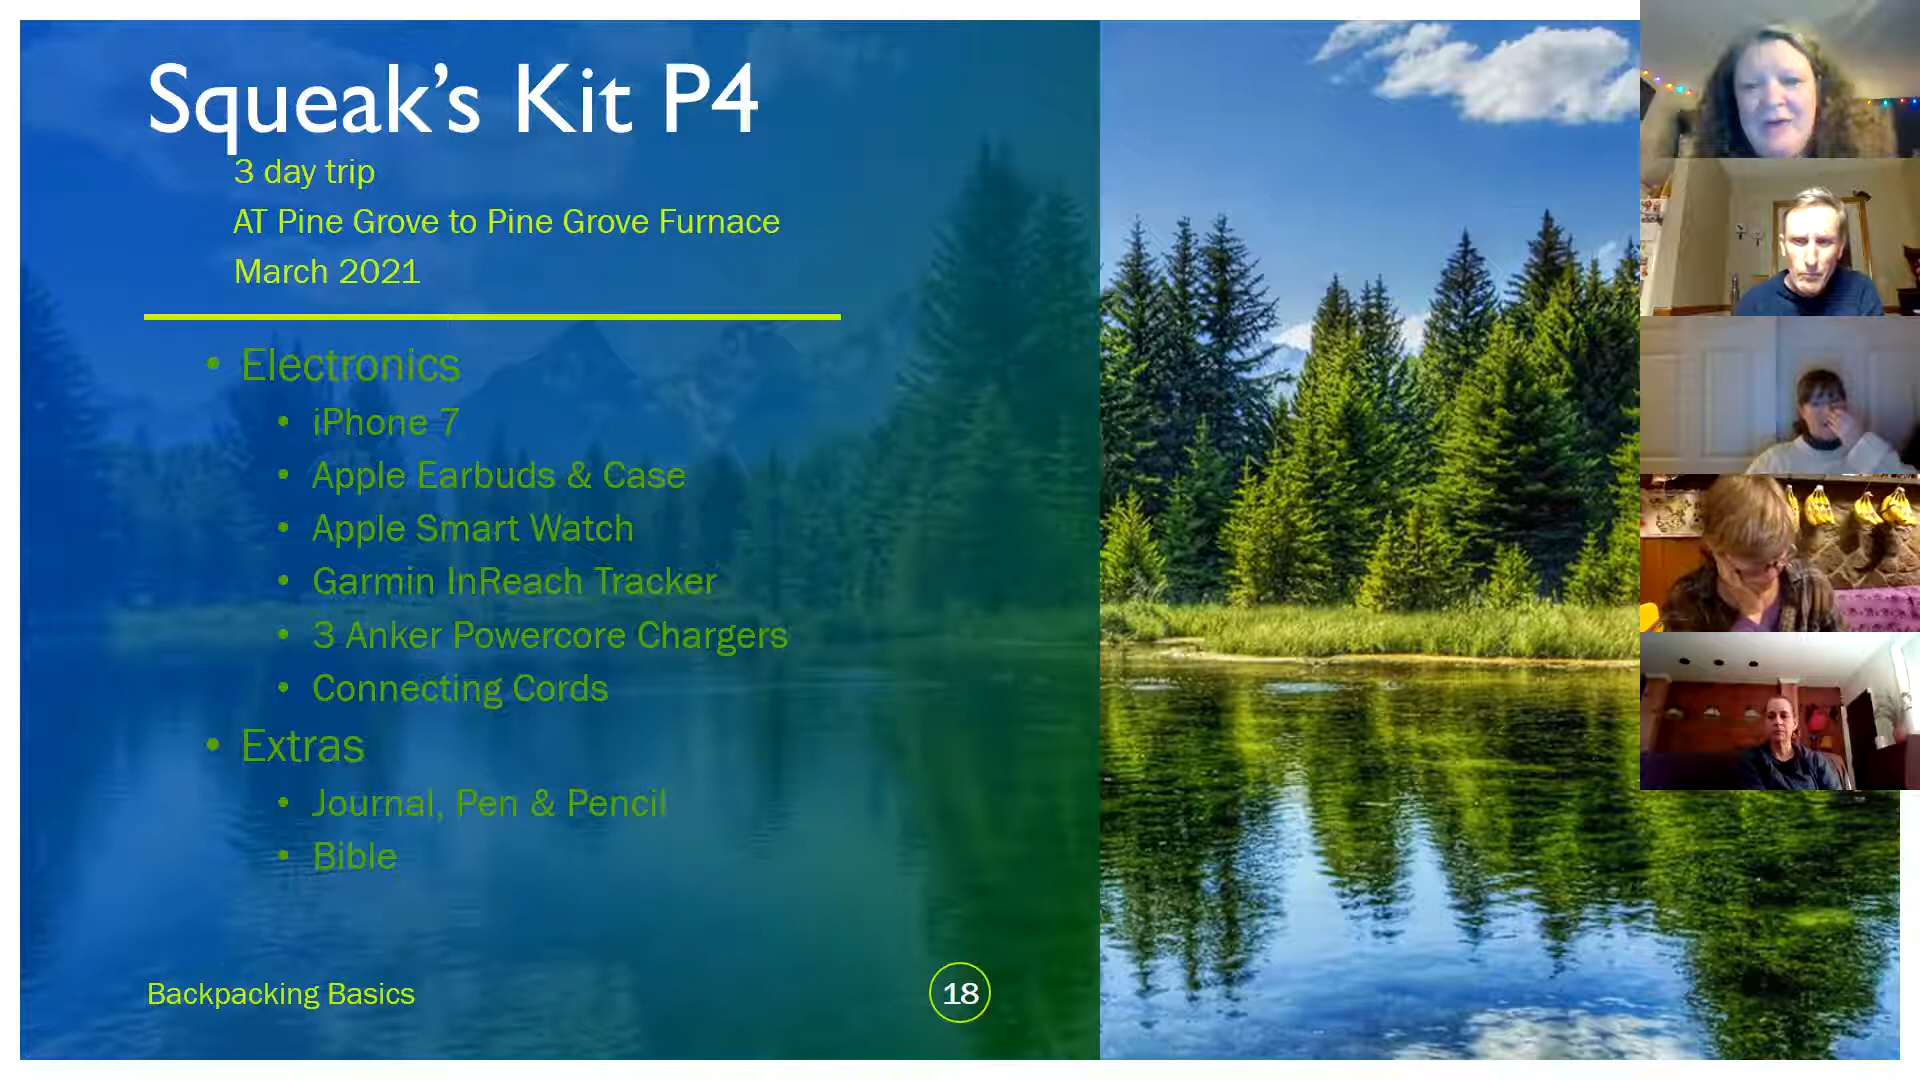 Squeak's Kit P4
3 day trip
AT Pine Grove to Pine Grove Furnace
March 2021
• Electronics
• iPhone 7
• Apple Earbuds & Case
• Apple Smart Watch
• Garmin InReach Tracker
• 3 Anker Powercore Chargers
• Connecting Cords
• Extras
• Journal, Pen & Pencil
• Bible
Backpacking Basics
18